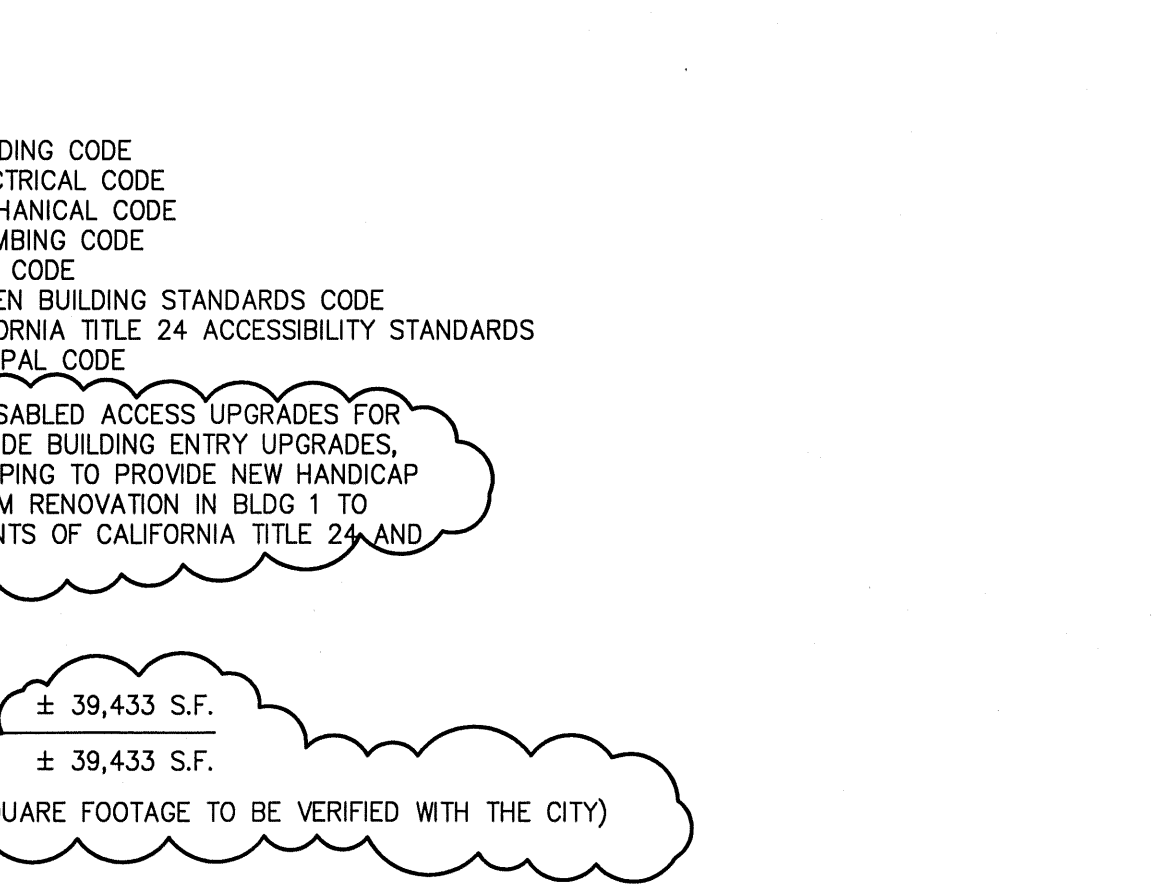 DING CODE
CTRICAL CODE
HANICAL CODE
MBING CODE
CODE
EN BUILDING STANDARDS CODE
ORNIA TITLE 24 ACCESSIBILITY STANDARDS
PAL CODE
SABLED ACCESS UPGRADES FOR
DE BUILDING ENTRY UPGRADES,
PING TO PROVIDE NEW HANDICAP
M RENOVATION IN BLDG 1 TO
NTS OF CALIFORNIA TITLE 24 AND
± 39,433 S.F.
± 39,433 S.F.
UARE FOOTAGE TO BE VERIFIED WITH THE CITY)